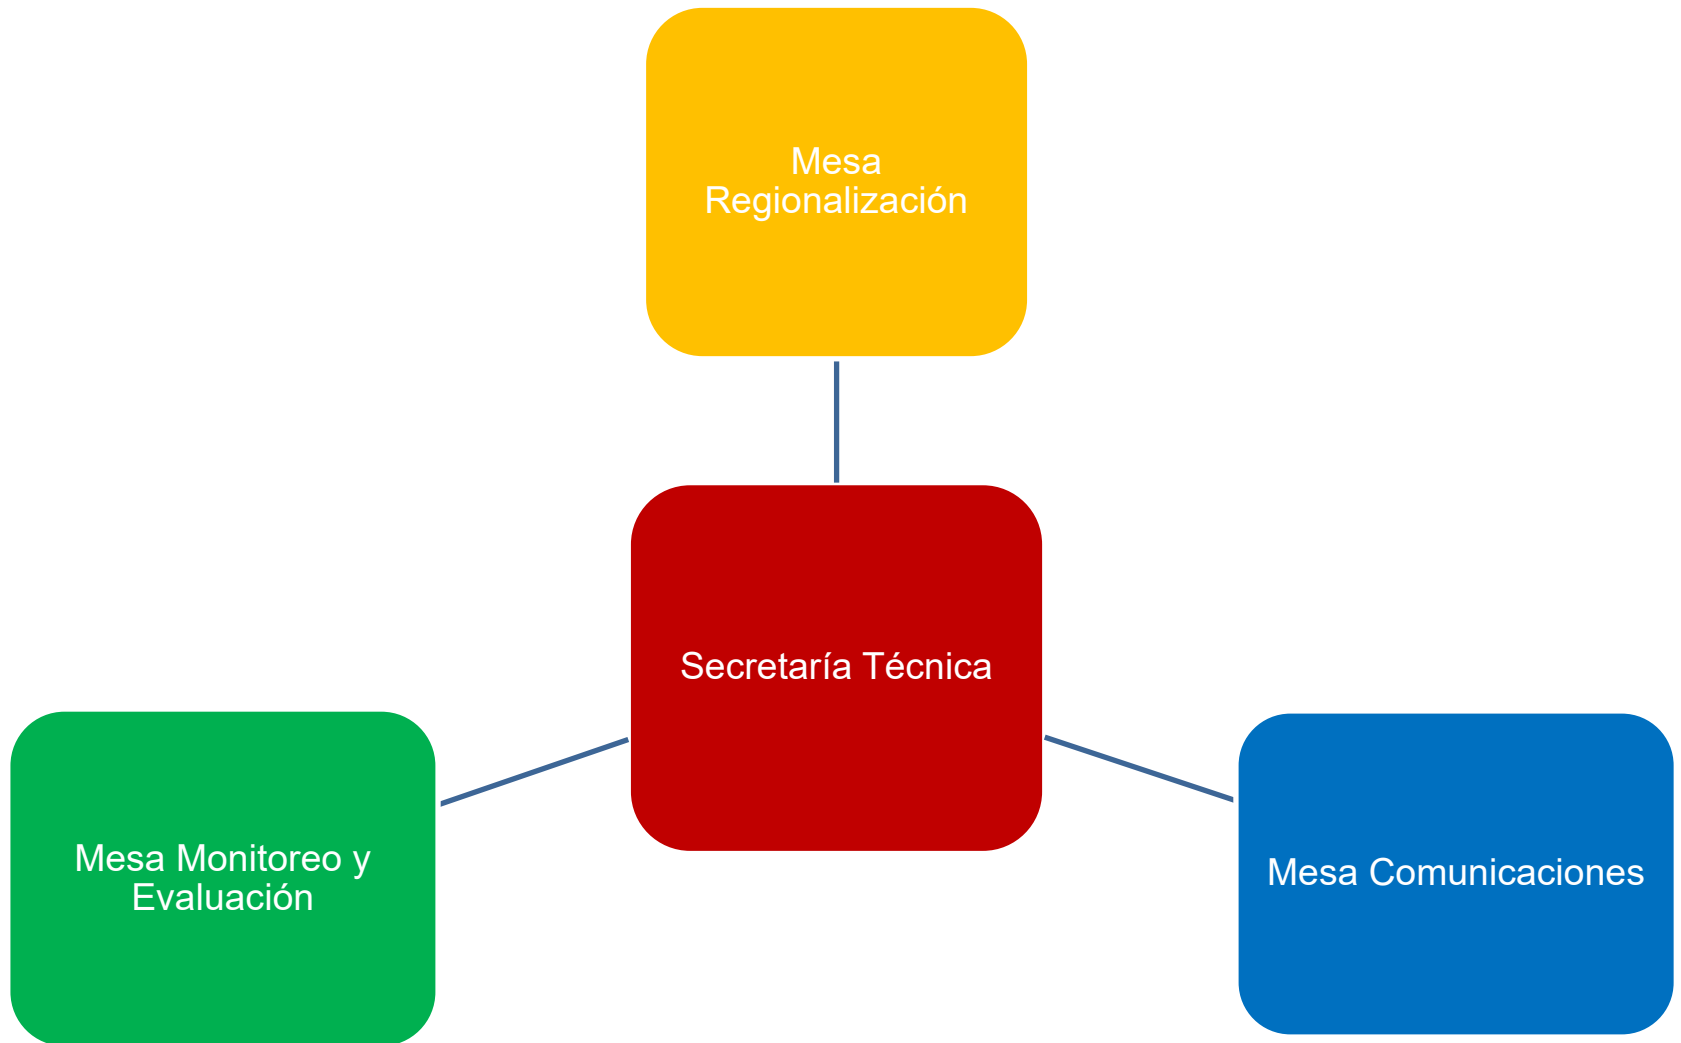 Mesa
Regionalización
Secretaría Técnica
Mesa Monitoreo y
Evaluación
Mesa Comunicaciones